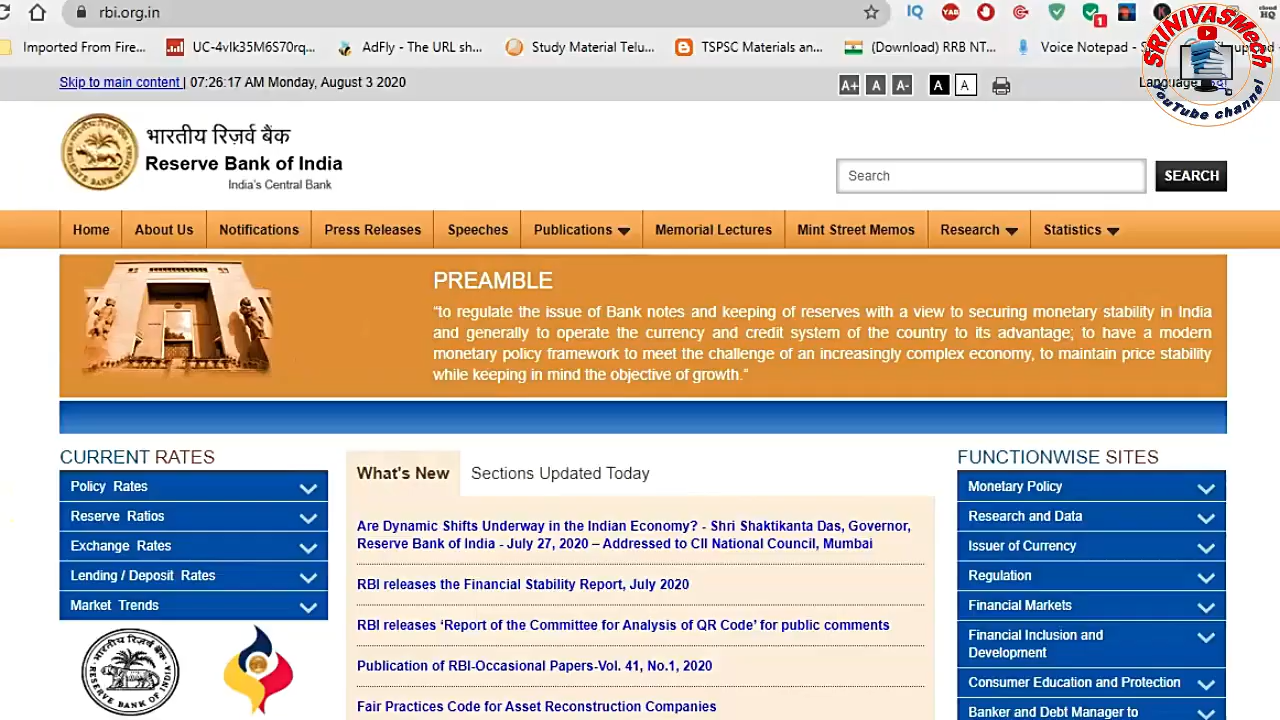 rbi.org.in
Imported From Fire...
UC-4vlk35M6S70rq...
AdFly - The URL sh...
Study Material Telu...
TSPSC Materials an...
(Download) RRB NT...
Voice Notepad -
SRINIVASMech
YouTube channel
Skip to main content | 07:26:17 AM Monday, August 3 2020
A+ A A- A A
Language
भारतीय रिज़र्व बैंक
Reserve Bank of India
India's Central Bank
Search
SEARCH
Home About Us Notifications Press Releases Speeches Publications Memorial Lectures Mint Street Memos Research Statistics
PREAMBLE
“to regulate the issue of Bank notes and keeping of reserves with a view to securing monetary stability in India
and generally to operate the currency and credit system of the country to its advantage; to have a modern
monetary policy framework to meet the challenge of an increasingly complex economy, to maintain price stability
while keeping in mind the objective of growth.”
CURRENT RATES
Policy Rates
Reserve Ratios
Exchange Rates
Lending / Deposit Rates
Market Trends
भारतीय रिज़र्व बैंक
RESERVE BANK OF INDIA
What's New
Sections Updated Today
Are Dynamic Shifts Underway in the Indian Economy? - Shri Shaktikanta Das, Governor,
Reserve Bank of India - July 27, 2020 – Addressed to CII National Council, Mumbai
RBI releases the Financial Stability Report, July 2020
RBI releases ‘Report of the Committee for Analysis of QR Code’ for public comments
Publication of RBI-Occasional Papers-Vol. 41, No.1, 2020
Fair Practices Code for Asset Reconstruction Companies
FUNCTIONWISE SITES
Monetary Policy
Research and Data
Issuer of Currency
Regulation
Financial Markets
Financial Inclusion and
Development
Consumer Education and Protection
Banker and Debt Manager to